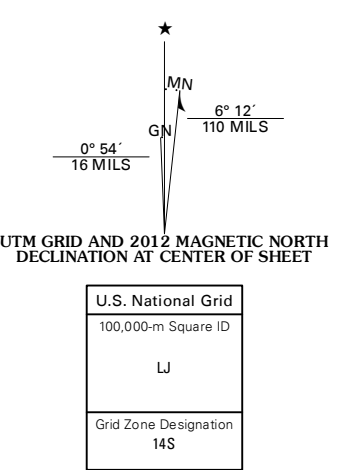 ★
MN
GN
6° 12´
110 MILS
0° 54´
16 MILS
UTM GRID AND 2012 MAGNETIC NORTH
DECLINATION AT CENTER OF SHEET
U.S. National Grid
100,000-m Square ID
LJ
Grid Zone Designation
14S